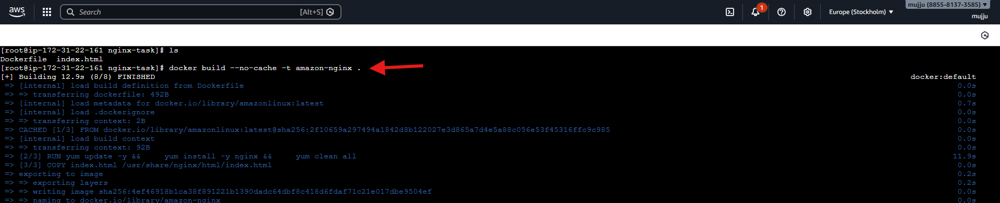 aws
Search
[Alt+S]
1
Europe (Stockholm)
mujju (8855-8137-3585)
mujju
[root@ip-172-31-22-161 nginx-task]# ls
Dockerfile  index.html
[root@ip-172-31-22-161 nginx-task]# docker build --no-cache -t amazon-nginx .
[+] Building 12.9s (8/8) FINISHED docker:default
=> [internal] load build definition from Dockerfile 0.0s
=> => transferring dockerfile: 492B 0.0s
=> [internal] load metadata for docker.io/library/amazonlinux:latest 0.7s
=> [internal] load .dockerignore 0.0s
=> => transferring context: 2B 0.0s
=> CACHED [1/3] FROM docker.io/library/amazonlinux:latest@sha256:2f10659a297494a1842d8b122027e3d865a7d4e5a88c056e53f45316ffc9c985 0.0s
=> [internal] load build context 0.0s
=> => transferring context: 92B 0.0s
=> [2/3] RUN yum update -y &&     yum install -y nginx &&     yum clean all 11.9s
=> [3/3] COPY index.html /usr/share/nginx/html/index.html 0.0s
=> exporting to image 0.2s
=> => exporting layers 0.2s
=> => writing image sha256:4ef46918b1ca38f891221b1390dadc64dbf8c418d6fdaf71c21e017dbe9504ef 0.0s
=> => naming to docker.io/library/amazon-nginx 0.0s